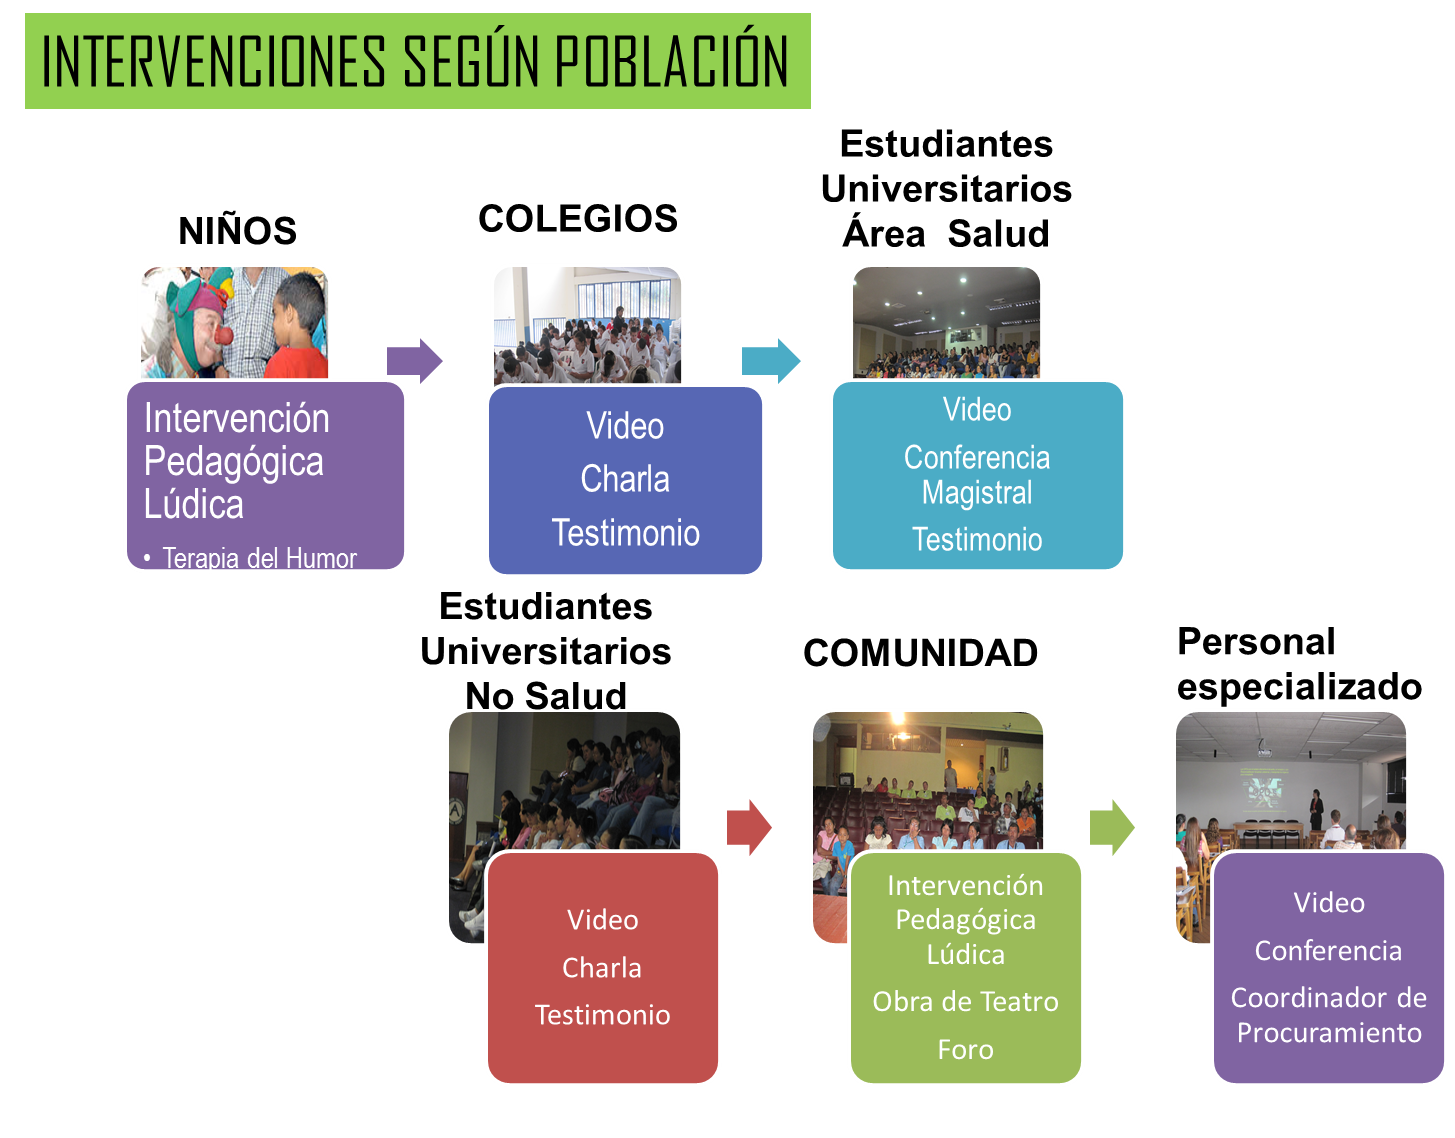 INTERVENCIONES SEGÚN POBLACIÓN
NIÑOS
Intervención
Pedagógica
Lúdica
• Terapia del Humor
COLEGIOS
Video
Charla
Testimonio
Estudiantes
Universitarios
Área  Salud
Video
Conferencia
Magistral
Testimonio
Estudiantes
Universitarios
No Salud
Video
Charla
Testimonio
COMUNIDAD
Intervención
Pedagógica
Lúdica
Obra de Teatro
Foro
Personal
especializado
Video
Conferencia
Coordinador de
Procuramiento